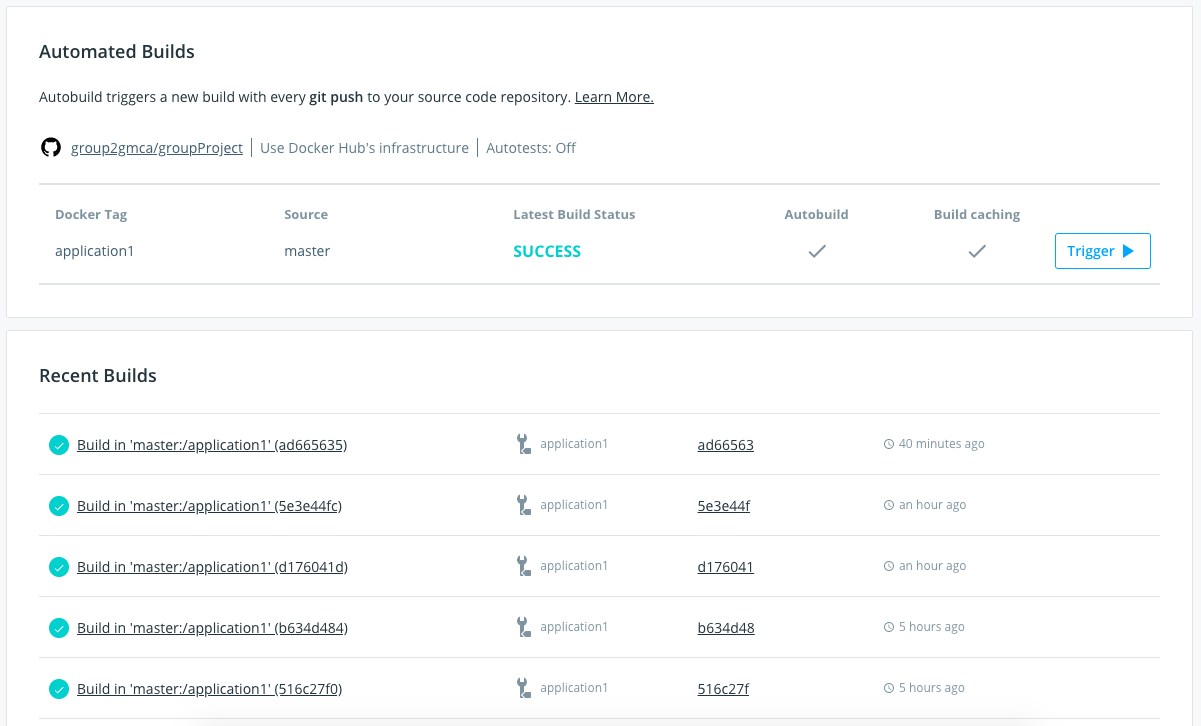 Automated Builds
Autobuild triggers a new build with every git push to your source code repository. Learn More.
group2gmca/groupProject Use Docker Hub's infrastructure Autotests: Off
Docker Tag Source Latest Build Status Autobuild Build caching
application1 master SUCCESS Trigger
Recent Builds
Build in 'master:/application1' (ad665635) application1 ad66563 40 minutes ago
Build in 'master:/application1' (5e3e44fc) application1 5e3e44f an hour ago
Build in 'master:/application1' (d176041d) application1 d176041 an hour ago
Build in 'master:/application1' (b634d484) application1 b634d48 5 hours ago
Build in 'master:/application1' (516c27f0) application1 516c27f 5 hours ago